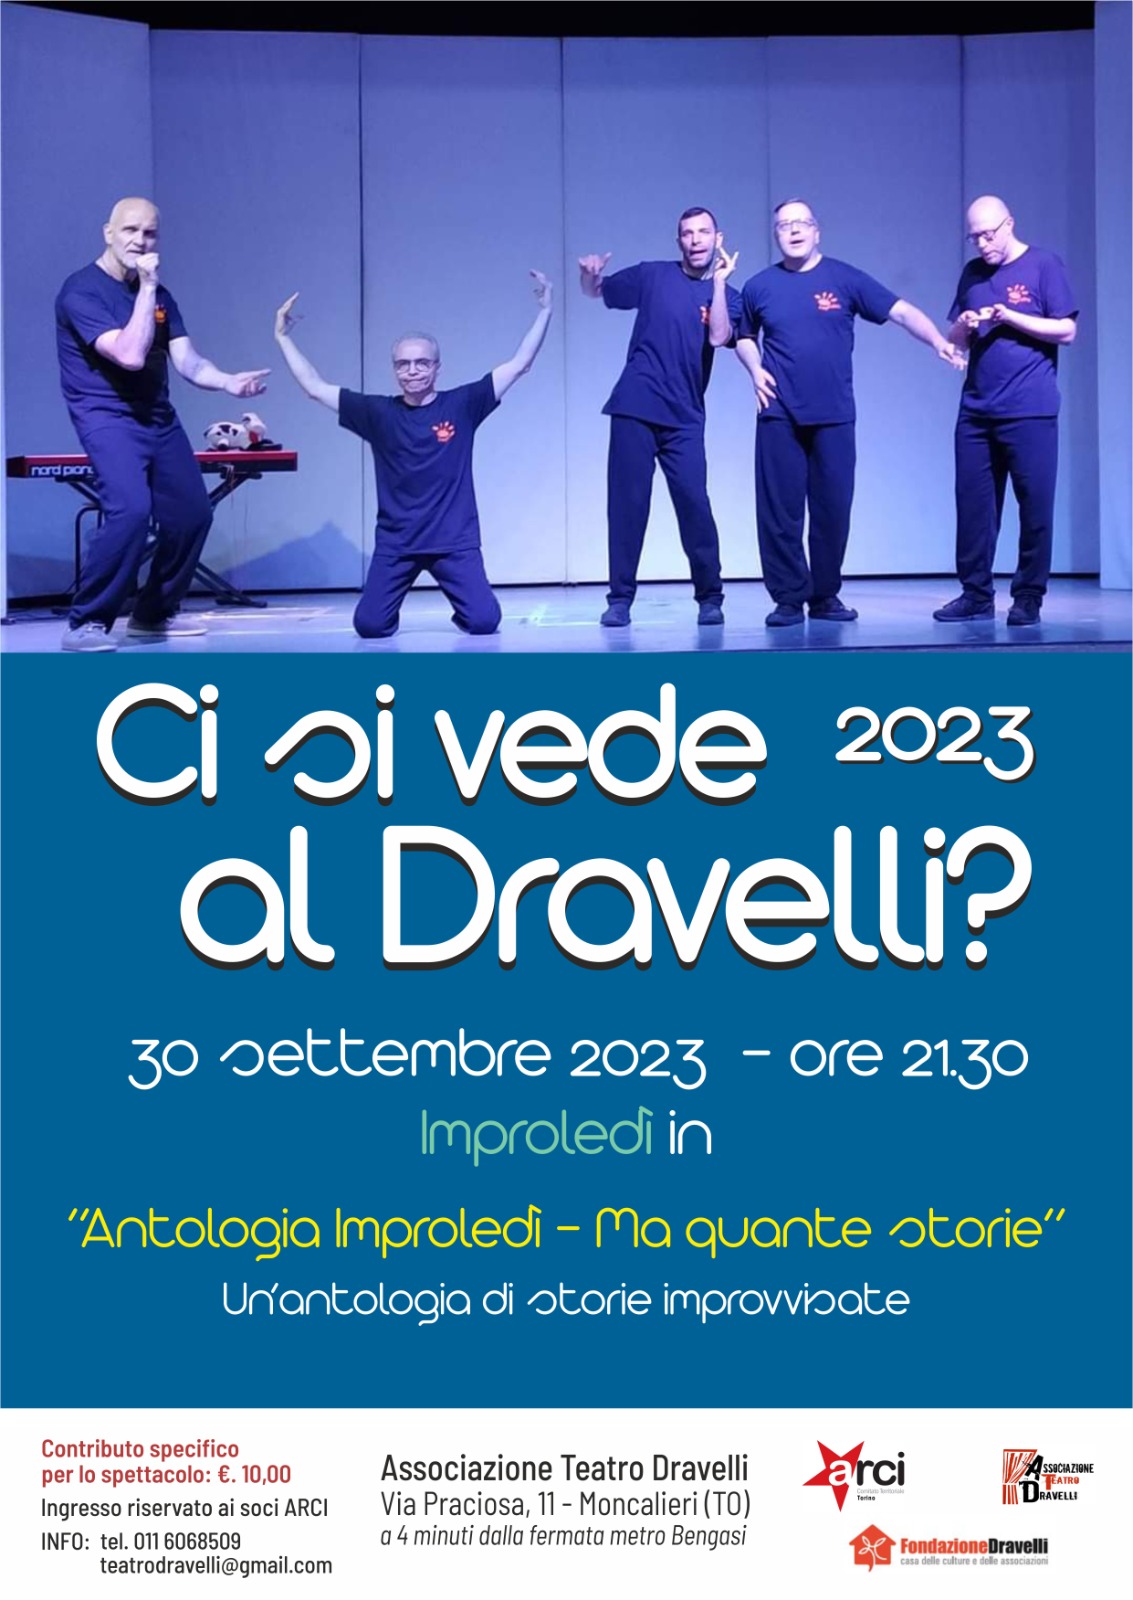 nord piano
Ci si vede 2023
al Dravelli?
30 settembre 2023 - ore 21.30
Improledì in
"Antologia Improledì - Ma quante storie"
Un'antologia di storie improvvisate
Contributo specifico
per lo spettacolo: €. 10,00
Ingresso riservato ai soci ARCI
INFO: tel. 011 6068509
teatrodravelli@gmail.com
Associazione Teatro Dravelli
Via Praciosa, 11 - Moncalieri (TO)
a 4 minuti dalla fermata metro Bengasi
arci
Comitato Territoriale
Torino
Associazione
Teatro
Dravelli
FondazioneDravelli
casa delle culture e delle associazioni